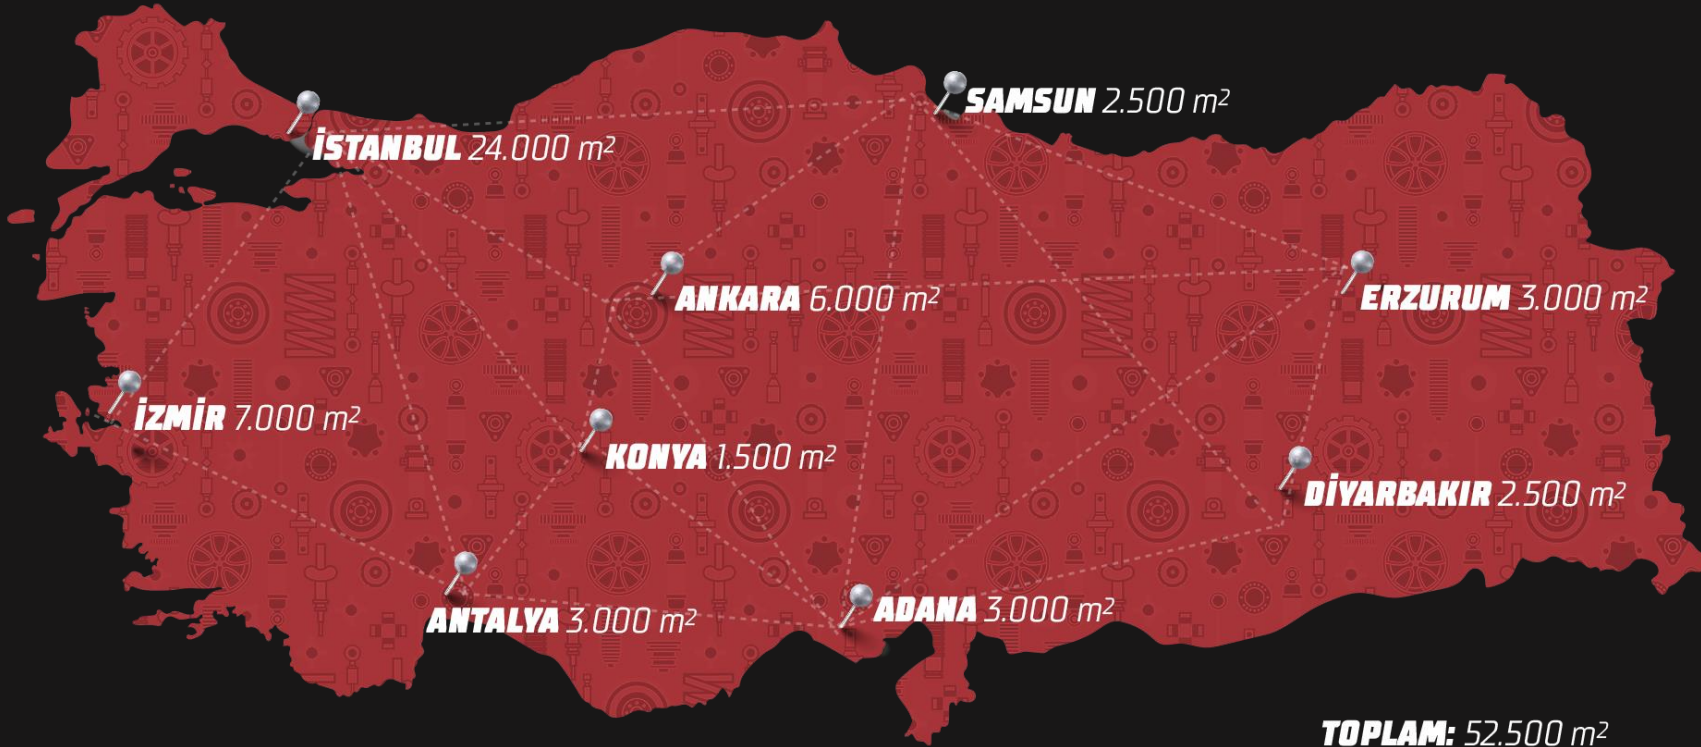 SAMSUN 2.500 m²
İSTANBUL 24.000 m²
ANKARA 6.000 m²
ERZURUM 3.000 m²
İZMİR 7.000 m²
KONYA 1.500 m²
DİYARBAKIR 2.500 m²
ANTALYA 3.000 m²
ADANA 3.000 m²
TOPLAM: 52.500 m²